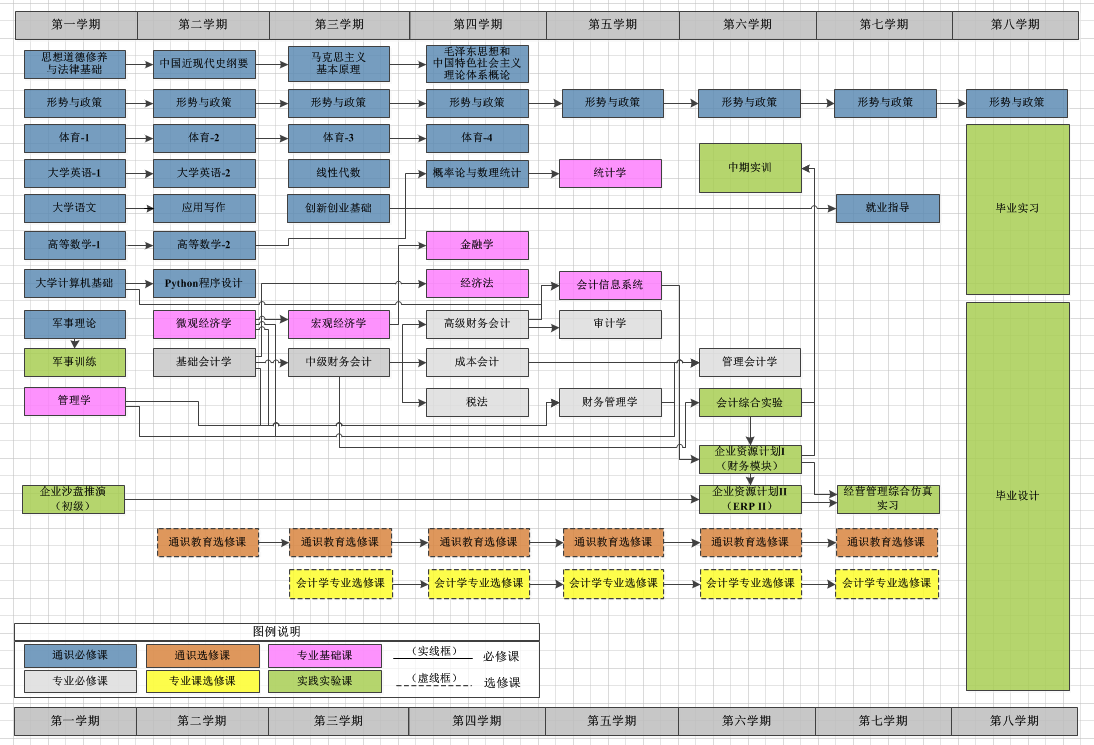 第一学期
第二学期
第三学期
第四学期
第五学期
第六学期
第七学期
第八学期
思想道德修养
与法律基础
中国近现代史纲要
马克思主义
基本原理
毛泽东思想和
中国特色社会主义
理论体系概论
形势与政策
形势与政策
形势与政策
形势与政策
形势与政策
形势与政策
形势与政策
形势与政策
体育-1
体育-2
体育-3
体育-4
大学英语-1
大学英语-2
线性代数
概率论与数理统计
统计学
中期实训
大学语文
应用写作
创新创业基础
就业指导
毕业实习
高等数学-1
高等数学-2
金融学
大学计算机基础
Python程序设计
经济法
会计信息系统
军事理论
微观经济学
宏观经济学
高级财务会计
审计学
军事训练
基础会计学
中级财务会计
成本会计
管理会计学
管理学
税法
财务管理学
会计综合实验
企业资源计划I
（财务模块）
企业沙盘推演
（初级）
企业资源计划II
（ERP II）
经营管理综合仿真
实习
毕业设计
通识教育选修课
通识教育选修课
通识教育选修课
通识教育选修课
通识教育选修课
通识教育选修课
会计学专业选修课
会计学专业选修课
会计学专业选修课
会计学专业选修课
会计学专业选修课
图例说明
通识必修课
通识选修课
专业基础课
（实线框）
必修课
专业必修课
专业课选修课
实践实验课
（虚线框）
选修课
第一学期
第二学期
第三学期
第四学期
第五学期
第六学期
第七学期
第八学期